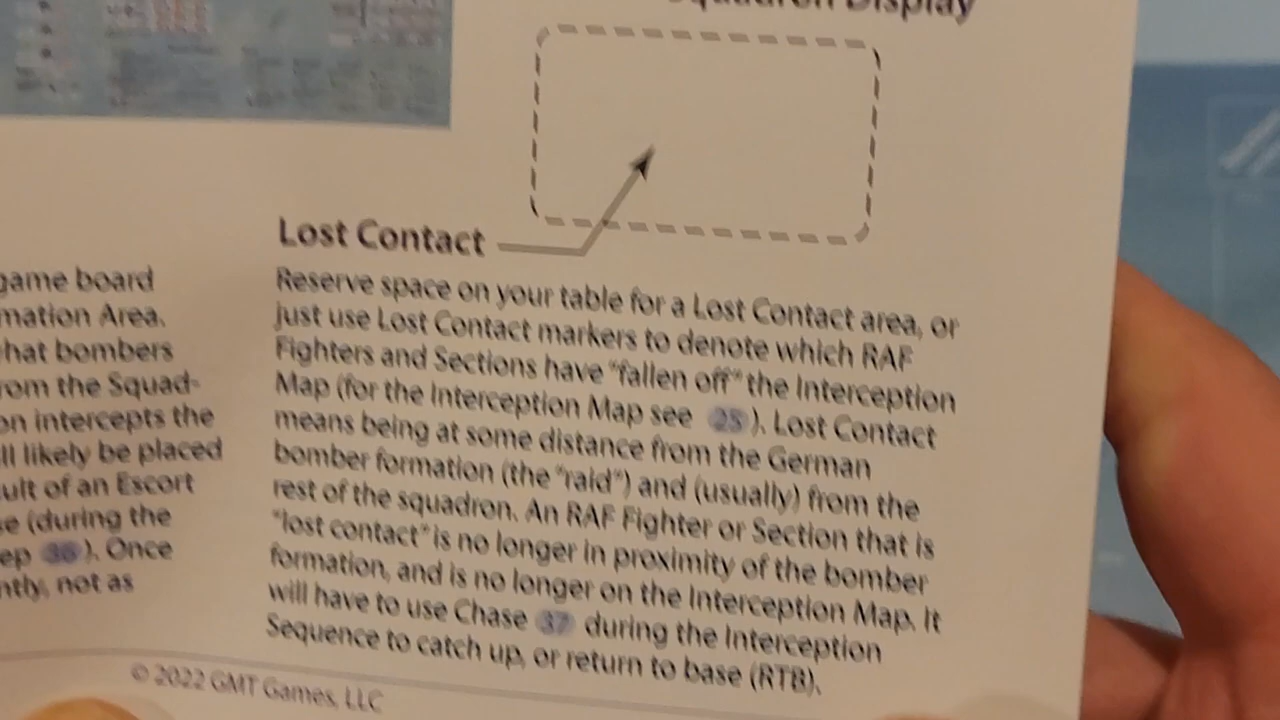 Squadron Display
Lost Contact
Reserve space on your table for a Lost Contact area, or
just use Lost Contact markers to denote which RAF
Fighters and Sections have “fallen off” the Interception
Map (for the Interception Map see 25). Lost Contact
means being at some distance from the German
bomber formation (the “raid”) and (usually) from the
rest of the squadron. An RAF Fighter or Section that is
“lost contact” is no longer in proximity of the bomber
formation, and is no longer on the Interception Map. It
will have to use Chase 37 during the Interception
Sequence to catch up, or return to base (RTB).
game board
mation Area.
hat bombers
rom the Squad-
on intercepts the
ll likely be placed
ult of an Escort
e (during the
ep 36). Once
ntly, not as
© 2022 GMT Games, LLC